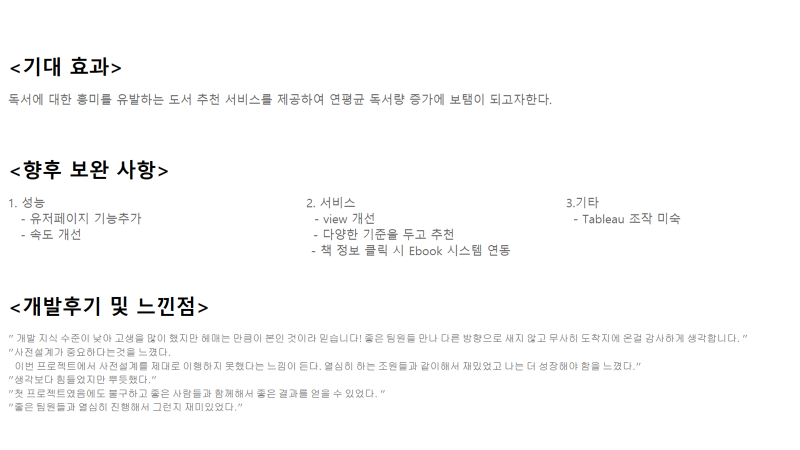 <기대 효과>
독서에 대한 흥미를 유발하는 도서 추천 서비스를 제공하여 연평균 독서량 증가에 보탬이 되고자한다.
<향후 보완 사항>
1. 성능
- 유저페이지 기능추가
- 속도 개선
2. 서비스
- view 개선
- 다양한 기준을 두고 추천
- 책 정보 클릭 시 Ebook 시스템 연동
3.기타
- Tableau 조작 미숙
<개발후기 및 느낀점>
" 개발 지식 수준이 낮아 고생을 많이 했지만 헤매는 만큼이 본인 것이라 믿습니다! 좋은 팀원들 만나 다른 방향으로 새지 않고 무사히 도착지에 온걸 감사하게 생각합니다. "
"사전설계가 중요하다는것을 느꼈다.
이번 프로젝트에서 사전설계를 제대로 이행하지 못했다는 느낌이 든다. 열심히 하는 조원들과 같이해서 재밌었고 나는 더 성장해야 함을 느꼈다."
"생각보다 힘들었지만 뿌듯했다."
"첫 프로젝트였음에도 불구하고 좋은 사람들과 함께해서 좋은 결과를 얻을 수 있었다. "
"좋은 팀원들과 열심히 진행해서 그런지 재미있었다."